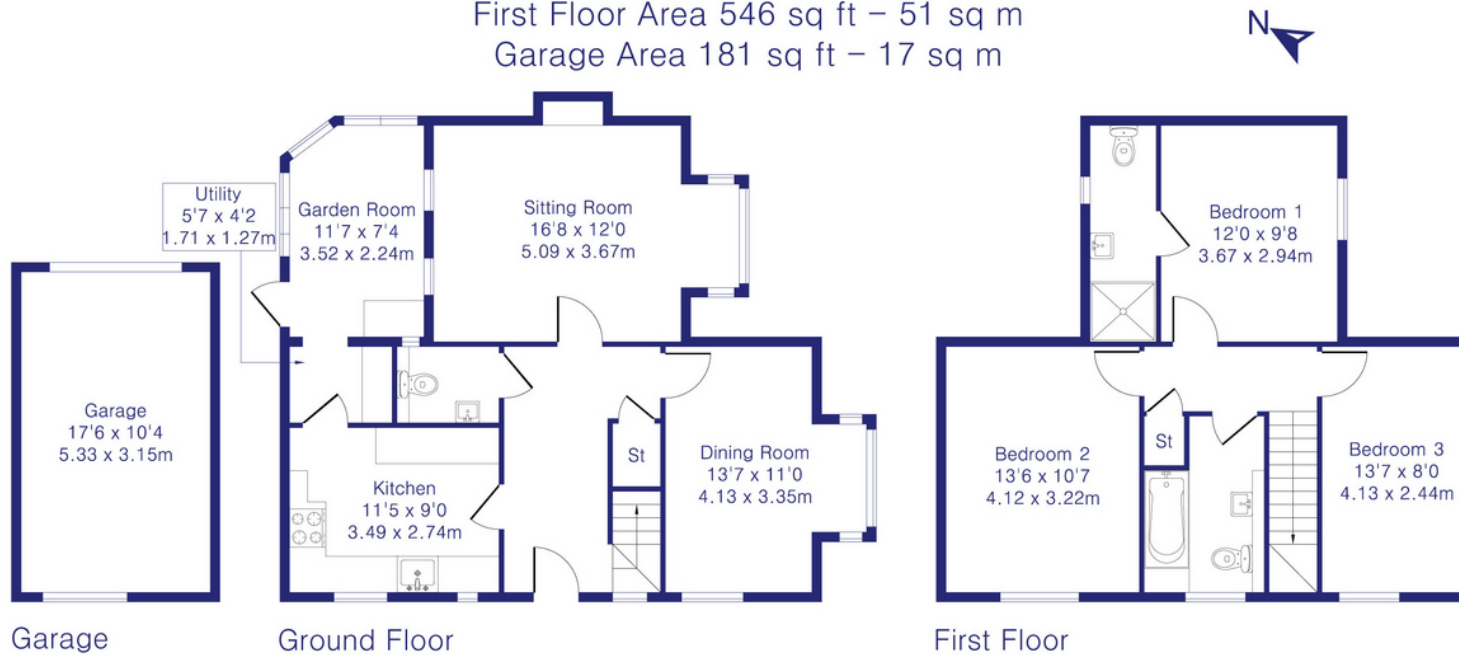 First Floor Area 546 sq ft – 51 sq m
Garage Area 181 sq ft – 17 sq m
N
Utility
5'7 x 4'2
1.71 x 1.27m
Garden Room
11'7 x 7'4
3.52 x 2.24m
Sitting Room
16'8 x 12'0
5.09 x 3.67m
Bedroom 1
12'0 x 9'8
3.67 x 2.94m
Garage
17'6 x 10'4
5.33 x 3.15m
Kitchen
11'5 x 9'0
3.49 x 2.74m
St
Dining Room
13'7 x 11'0
4.13 x 3.35m
Bedroom 2
13'6 x 10'7
4.12 x 3.22m
St
Bedroom 3
13'7 x 8'0
4.13 x 2.44m
Garage
Ground Floor
First Floor